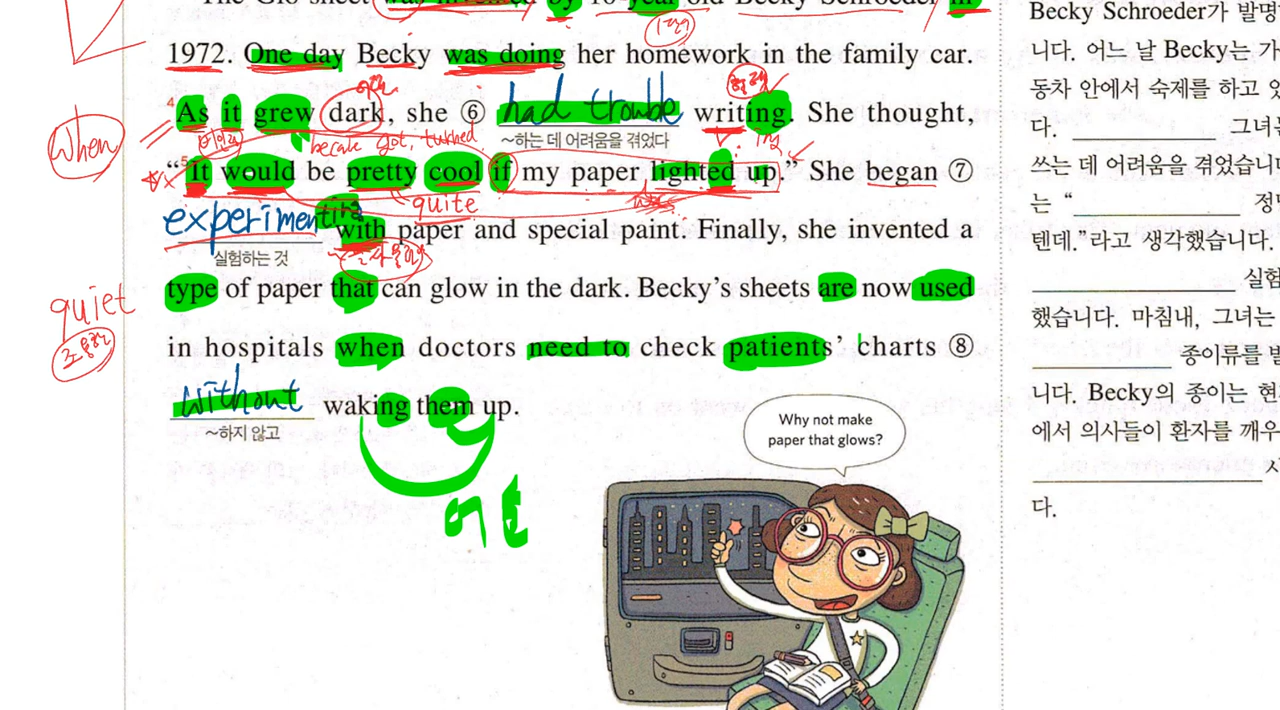 The Glo sheet was invented by 10-year-old Becky Schroeder in
1단어
1972. One day Becky was doing her homework in the family car.
When
4 As it grew dark, she ⑥ had trouble writing. She thought,
became got, turned ~하는 데 어려움을 겪었다
"5 It would be pretty cool if my paper lighted up." She began ⑦
quite
experimenting with paper and special paint. Finally, she invented a
실험하는 것
type of paper that can glow in the dark. Becky's sheets are now used
quiet
조용한
in hospitals when doctors need to check patients' charts ⑧
without waking them up.
~하지 않고
어순
Why not make
paper that glows?
Becky Schroeder가 발명
니다. 어느 날 Becky는 가
동차 안에서 숙제를 하고 있
다. 그녀
쓰는 데 어려움을 겪었습니
는 " 정말
텐데."라고 생각했습니다.
실험
했습니다. 마침내, 그녀는
종이류를 발
니다. Becky의 종이는 현
에서 의사들이 환자를 깨우
다.